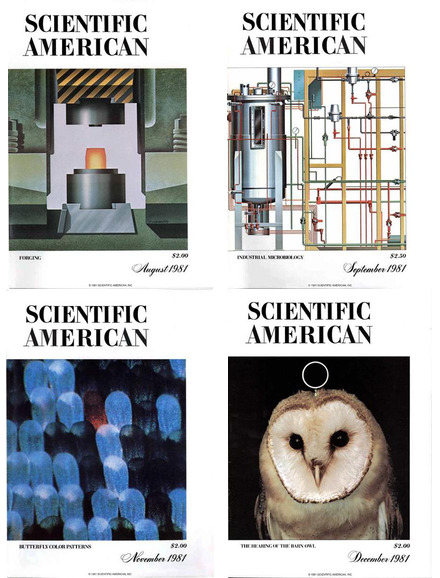 SCIENTIFIC
AMERICAN
FORGING
$2.00
August 1981
© 1981 SCIENTIFIC AMERICAN, INC.
SCIENTIFIC
AMERICAN
INDUSTRIAL MICROBIOLOGY
$2.50
September 1981
© 1981 SCIENTIFIC AMERICAN, INC.
SCIENTIFIC
AMERICAN
BUTTERFLY COLOR PATTERNS
$2.00
November 1981
© 1981 SCIENTIFIC AMERICAN, INC.
SCIENTIFIC
AMERICAN
THE HEARING OF THE BARN OWL
$2.00
December 1981
© 1981 SCIENTIFIC AMERICAN, INC.